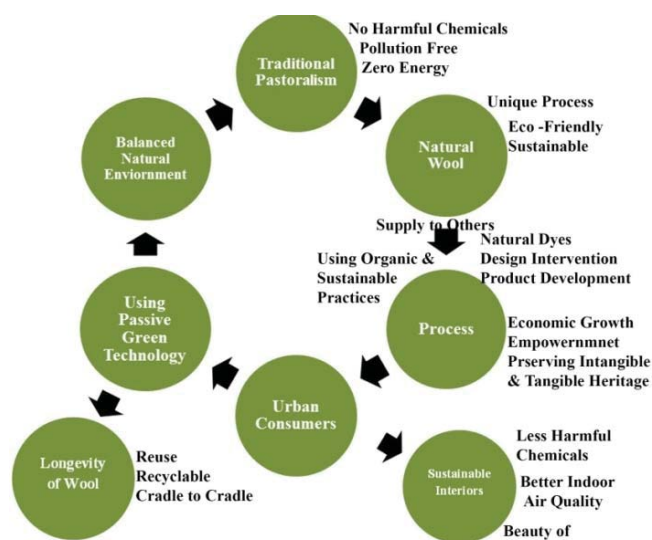 Traditional
Pastoralism
No Harmful Chemicals
Pollution Free
Zero Energy
Natural
Wool
Unique Process
Eco -Friendly
Sustainable
Supply to Others
Using Organic &
Sustainable
Practices
Natural Dyes
Design Intervention
Product Development
Process
Economic Growth
Empowernmnet
Prserving Intangible
& Tangible Heritage
Urban
Consumers
Sustainable
Interiors
Less Harmful
Chemicals
Better Indoor
Air Quality
Beauty of
Using
Passive
Green
Technology
Longevity
of Wool
Reuse
Recyclable
Cradle to Cradle
Balanced
Natural
Enviornment